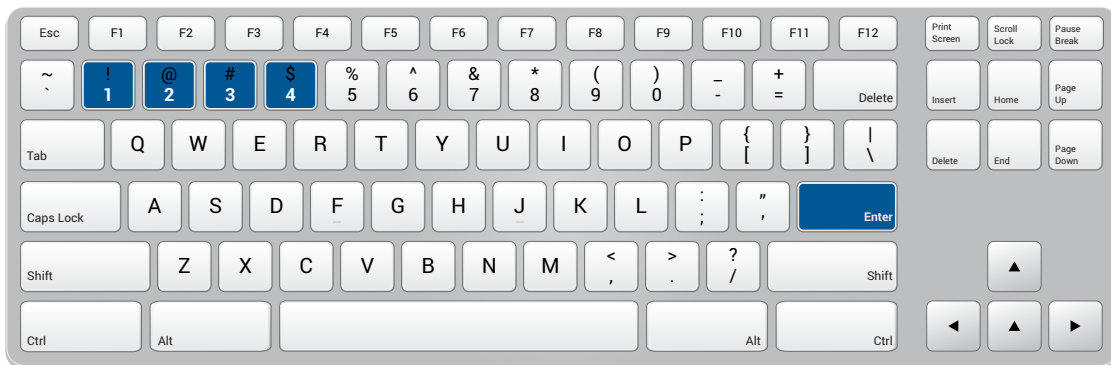 Esc F1 F2 F3 F4 F5 F6 F7 F8 F9 F10 F11 F12 Print Screen Scroll Lock Pause Break
~ ! @ # $ % ^ & * ( ) _ +
` 1 2 3 4 5 6 7 8 9 0 - = Delete Insert Home Page Up
Tab Q W E R T Y U I O P { [ } ] | \ Delete End Page Down
Caps Lock A S D F G H J K L : ; " ' Enter
Shift Z X C V B N M < , > . ? / Shift
Ctrl Alt Alt Ctrl